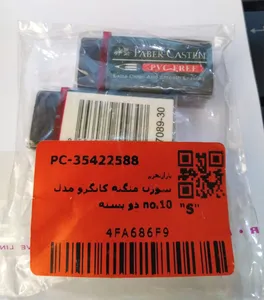 FABER-CASTELL
PVC-FREE
7089-30
PC-35422588
سوزن منگنه کانگرو مدل
no.10 دو بسته "S"
4FA686F9